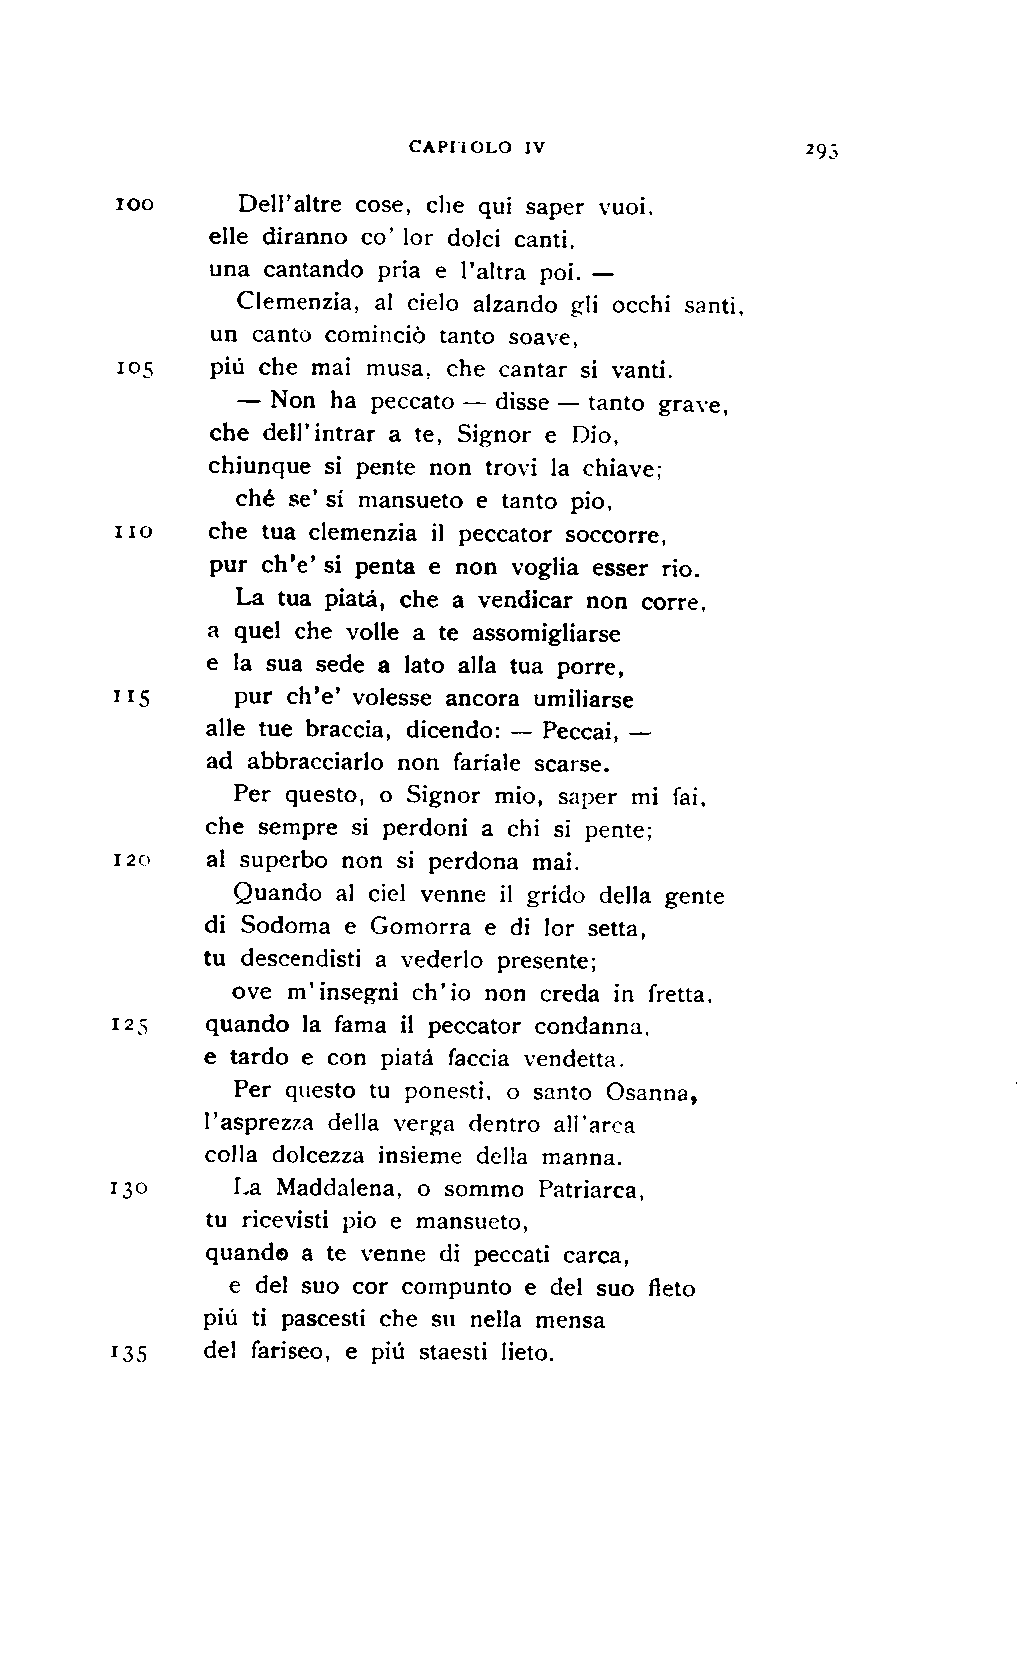 CAPITOLO IV 293
100 Dell'altre cose, che qui saper vuoi,
elle diranno co' lor dolci canti,
una cantando pria e l'altra poi. —
Clemenzia, al cielo alzando gli occhi santi,
un canto cominciò tanto soave,
105 piú che mai musa, che cantar si vanti.
— Non ha peccato — disse — tanto grave,
che dell'intrar a te, Signor e Dio,
chiunque si pente non trovi la chiave;
ché se' sí mansueto e tanto pio,
110 che tua clemenzia il peccator soccorre,
pur ch'e' si penta e non voglia esser rio.
La tua piatá, che a vendicar non corre,
a quel che volle a te assomigliarse
e la sua sede a lato alla tua porre,
115 pur ch'e' volesse ancora umiliarse
alle tue braccia, dicendo: — Peccai, —
ad abbracciarlo non faríale scarse.
Per questo, o Signor mio, saper mi fai,
che sempre si perdoni a chi si pente;
120 al superbo non si perdona mai.
Quando al ciel venne il grido della gente
di Sodoma e Gomorra e di lor setta,
tu descendisti a vederlo presente;
ove m'insegni ch'io non creda in fretta,
125 quando la fama il peccator condanna,
e tardo e con piatá faccia vendetta.
Per questo tu ponesti, o santo Osanna,
l'asprezza della verga dentro all'arca
colla dolcezza insieme della manna.
130 La Maddalena, o sommo Patriarca,
tu ricevisti pio e mansueto,
quando a te venne di peccati carca,
e del suo cor compunto e del suo fleto
piú ti pascesti che su nella mensa
135 del fariseo, e piú staesti lieto.